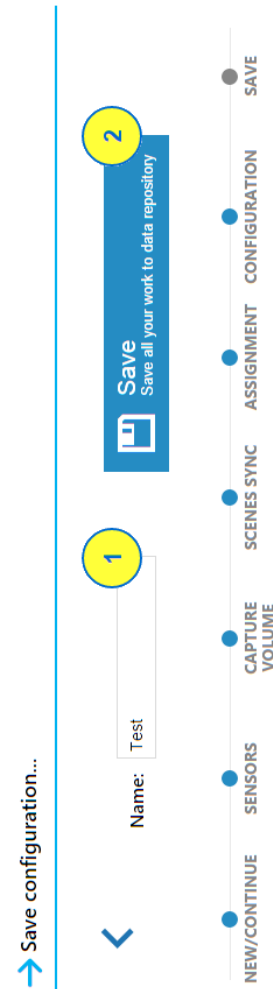 Save configuration...
Name:
Test
1
Save
Save all your work to data repository
2
NEW/CONTINUE
SENSORS
CAPTURE
VOLUME
SCENES SYNC
ASSIGNMENT
CONFIGURATION
SAVE